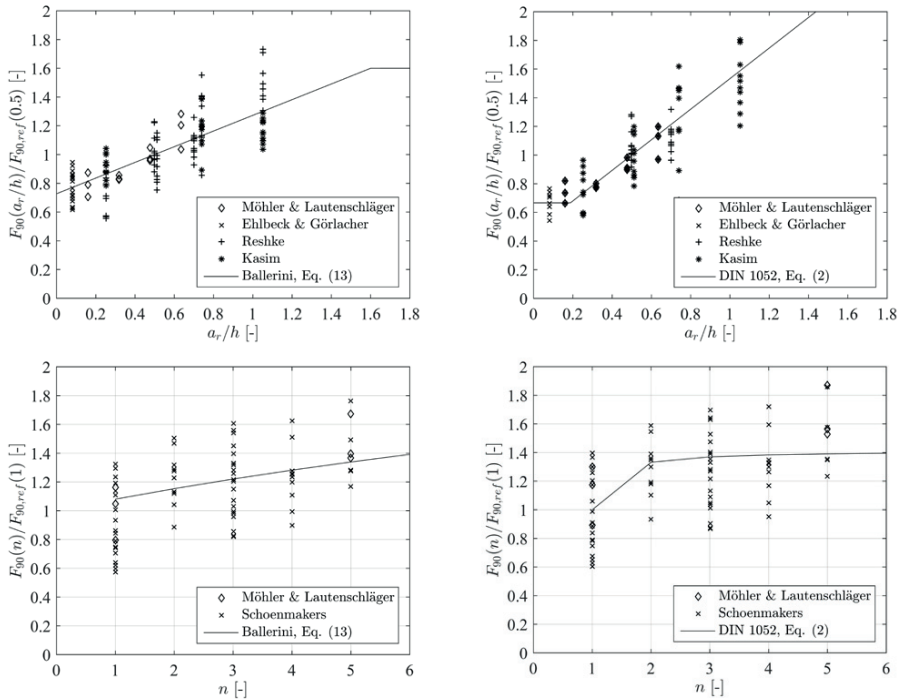 F90(ar/h)/F90,ref(0.5) [-]
2
1.8
1.6
1.4
1.2
1
0.8
0.6
0.4
0.2
0
0 0.2 0.4 0.6 0.8 1 1.2 1.4 1.6 1.8
ar/h [-]
Möhler & Lautenschläger
Ehlbeck & Görlacher
Reshke
Kasim
Ballerini, Eq. (13)
F90(ar/h)/F90,ref(0.5) [-]
2
1.8
1.6
1.4
1.2
1
0.8
0.6
0.4
0.2
0
0 0.2 0.4 0.6 0.8 1 1.2 1.4 1.6 1.8
ar/h [-]
Möhler & Lautenschläger
Ehlbeck & Görlacher
Reshke
Kasim
DIN 1052, Eq. (2)
F90(n)/F90,ref(1) [-]
2
1.8
1.6
1.4
1.2
1
0.8
0.6
0.4
0.2
0
0 1 2 3 4 5 6
n [-]
Möhler & Lautenschläger
Schoenmakers
Ballerini, Eq. (13)
F90(n)/F90,ref(1) [-]
2
1.8
1.6
1.4
1.2
1
0.8
0.6
0.4
0.2
0
0 1 2 3 4 5 6
n [-]
Möhler & Lautenschläger
Schoenmakers
DIN 1052, Eq. (2)